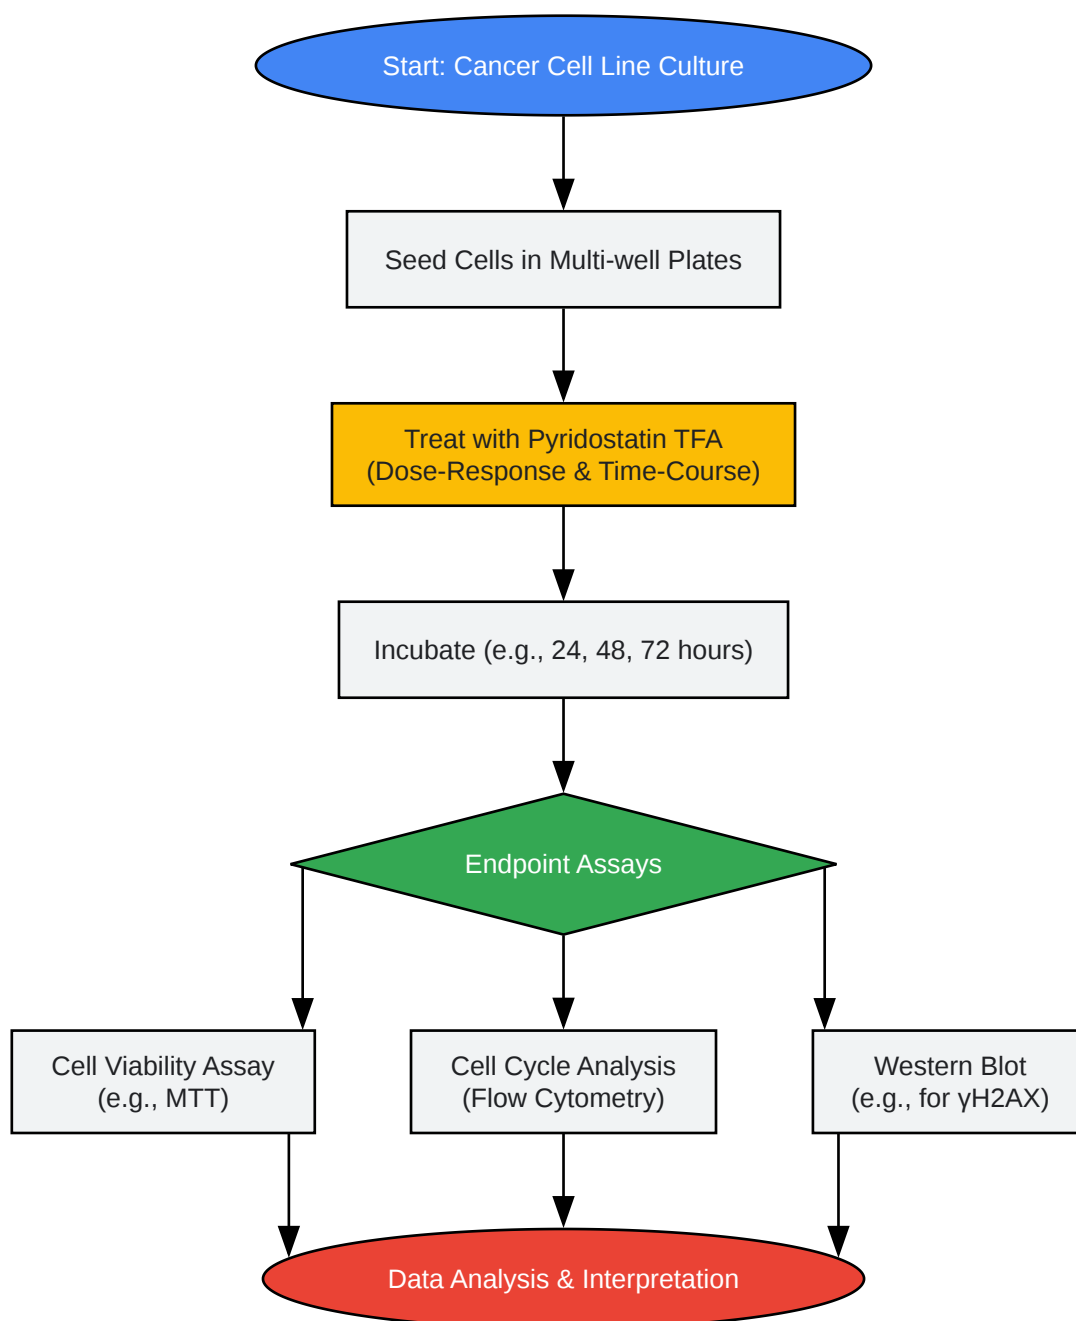 Start: Cancer Cell Line Culture
Seed Cells in Multi-well Plates
Treat with Pyridostatin TFA
(Dose-Response & Time-Course)
Incubate (e.g., 24, 48, 72 hours)
Endpoint Assays
Cell Viability Assay
(e.g., MTT)
Cell Cycle Analysis
(Flow Cytometry)
Western Blot
(e.g., for γH2AX)
Data Analysis & Interpretation